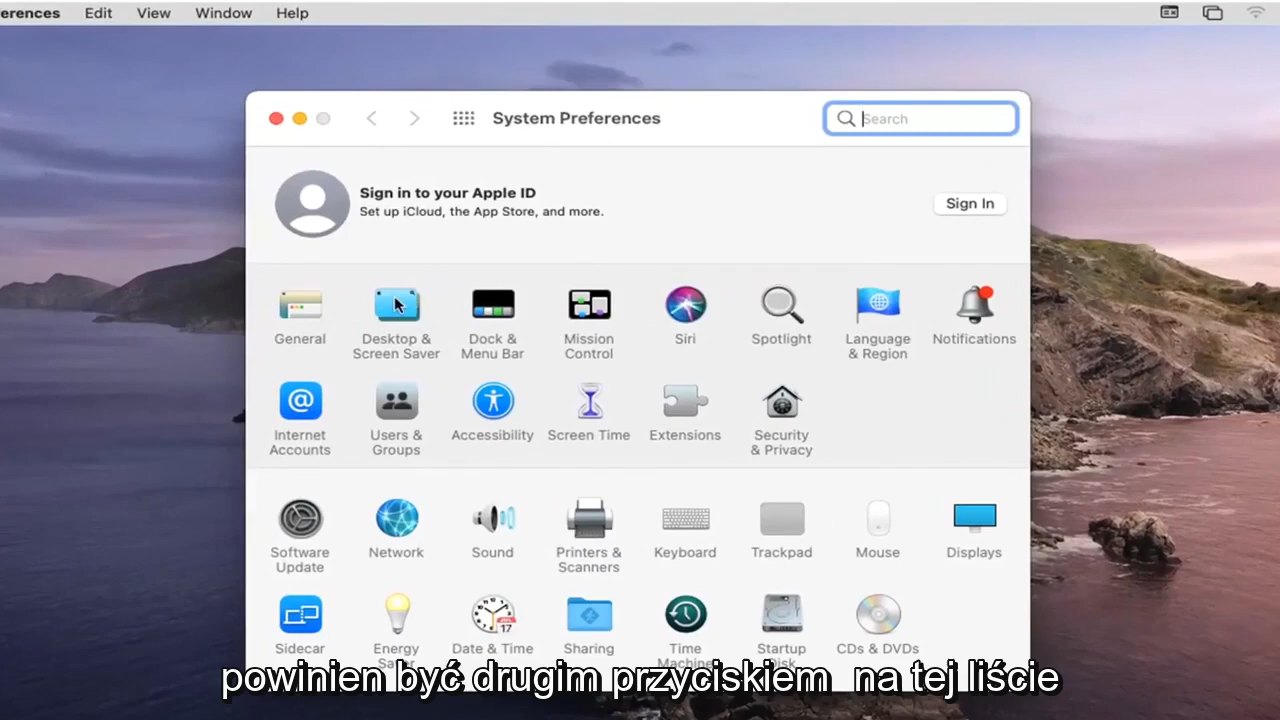 erences Edit View Window Help
System Preferences
Search
Sign in to your Apple ID
Set up iCloud, the App Store, and more.
Sign In
General
Desktop &
Screen Saver
Dock &
Menu Bar
Mission
Control
Siri
Spotlight
Language
& Region
Notifications
Internet
Accounts
Users &
Groups
Accessibility
Screen Time
Extensions
Security
& Privacy
Software
Update
Network
Sound
Printers &
Scanners
Keyboard
Trackpad
Mouse
Displays
Sidecar
Energy
Saver
Date & Time
Sharing
Time
Machine
Startup
Disk
CDs & DVDs
powinien być drugim przyciskiem na tej liście